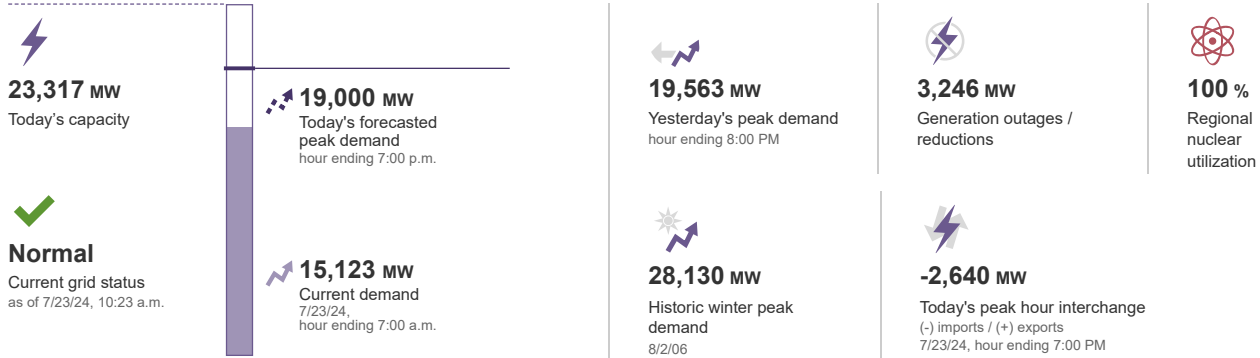 23,317 MW
Today's capacity
Normal
Current grid status
as of 7/23/24, 10:23 a.m.
19,000 MW
Today's forecasted
peak demand
hour ending 7:00 p.m.
15,123 MW
Current demand
7/23/24,
hour ending 7:00 a.m.
19,563 MW
Yesterday's peak demand
hour ending 8:00 PM
3,246 MW
Generation outages /
reductions
100 %
Regional
nuclear
utilization
28,130 MW
Historic winter peak
demand
8/2/06
-2,640 MW
Today's peak hour interchange
(-) imports / (+) exports
7/23/24, hour ending 7:00 PM